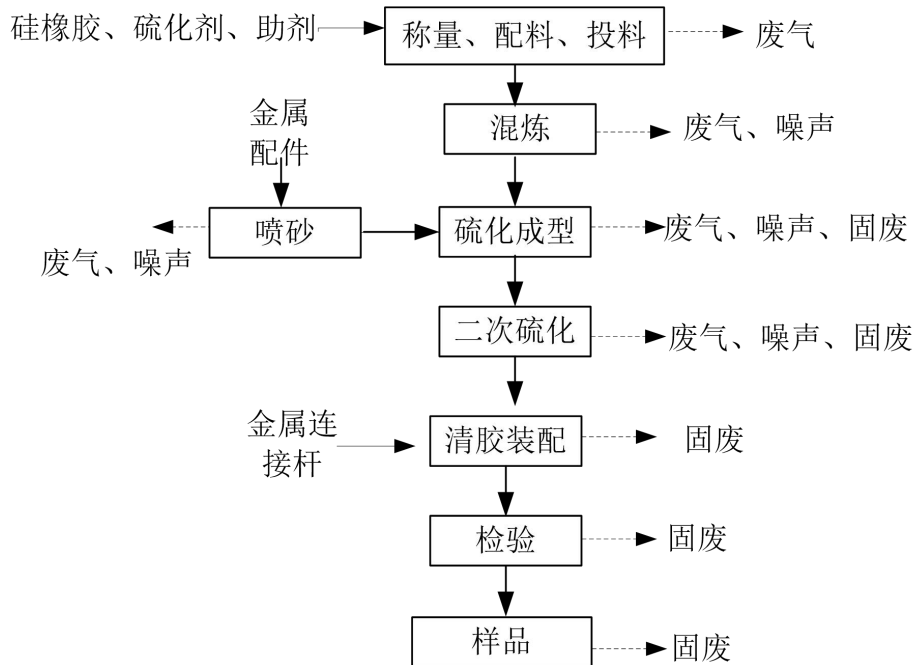 硅橡胶、硫化剂、助剂
称量、配料、投料
废气
混炼
废气、噪声
金属
配件
喷砂
废气、噪声
硫化成型
废气、噪声、固废
二次硫化
废气、噪声、固废
金属连
接杆
清胶装配
固废
检验
固废
样品
固废